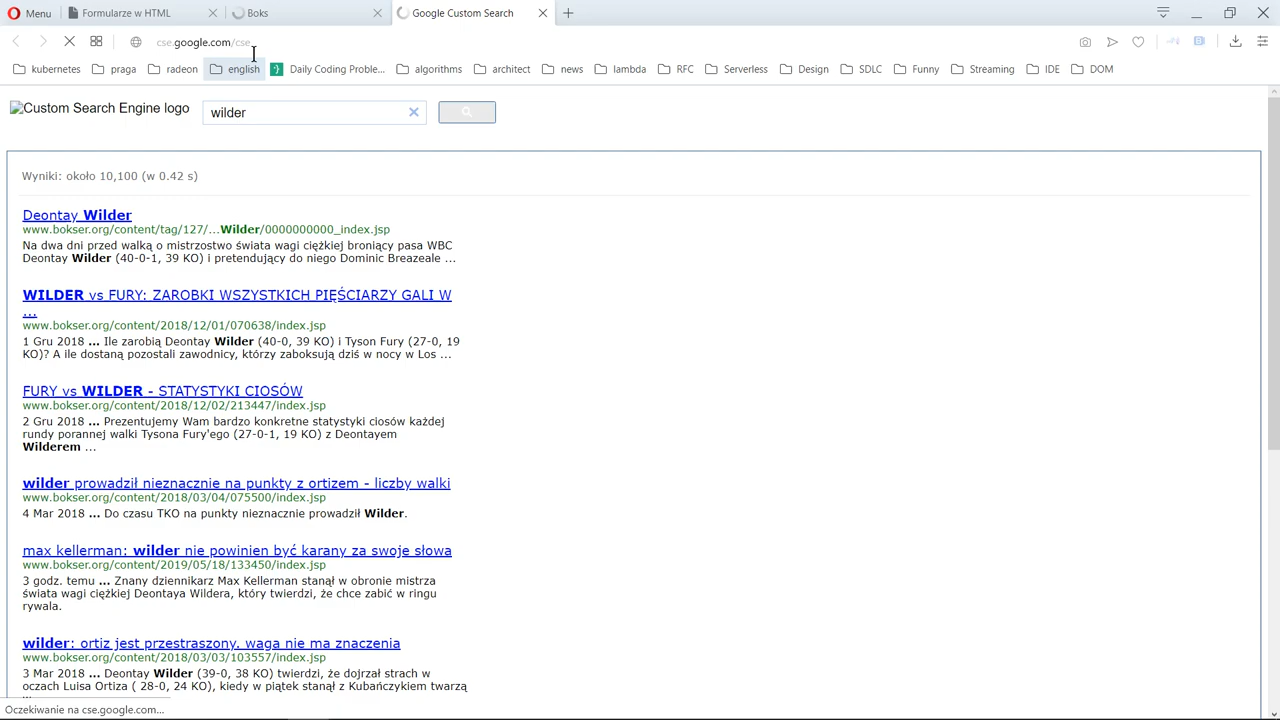 Menu
Formularze w HTML
Boks
Google Custom Search
cse.google.com/cse
kubernetes
praga
radeon
english
Daily Coding Proble...
algorithms
architect
news
lambda
RFC
Serverless
Design
SDLC
Funny
Streaming
IDE
DOM
Custom Search Engine logo
wilder
Wyniki: około 10,100 (w 0.42 s)
Deontay Wilder
www.bokser.org/content/tag/127/...Wilder/0000000000_index.jsp
Na dwa dni przed walką o mistrzostwo świata wagi ciężkiej broniący pasa WBC
Deontay Wilder (40-0-1, 39 KO) i pretendujący do niego Dominic Breazeale ...
WILDER vs FURY: ZAROBKI WSZYSTKICH PIĘŚCIARZY GALI W
...
www.bokser.org/content/2018/12/01/070638/index.jsp
1 Gru 2018 ... Ile zarobią Deontay Wilder (40-0, 39 KO) i Tyson Fury (27-0, 19
KO)? A ile dostaną pozostali zawodnicy, którzy zaboksują dziś w nocy w Los ...
FURY vs WILDER - STATYSTYKI CIOSÓW
www.bokser.org/content/2018/12/02/213447/index.jsp
2 Gru 2018 ... Prezentujemy Wam bardzo konkretne statystyki ciosów każdej
rundy porannej walki Tysona Fury'ego (27-0-1, 19 KO) z Deontayem
Wilderem ...
wilder prowadził nieznacznie na punkty z ortizem - liczby walki
www.bokser.org/content/2018/03/04/075500/index.jsp
4 Mar 2018 ... Do czasu TKO na punkty nieznacznie prowadził Wilder.
max kellerman: wilder nie powinien być karany za swoje słowa
www.bokser.org/content/2019/05/18/133450/index.jsp
3 godz. temu ... Znany dziennikarz Max Kellerman stanął w obronie mistrza
świata wagi ciężkiej Deontaya Wildera, który twierdzi, że chce zabić w ringu
rywala.
wilder: ortiz jest przestraszony. waga nie ma znaczenia
www.bokser.org/content/2018/03/03/103557/index.jsp
3 Mar 2018 ... Deontay Wilder (39-0, 38 KO) twierdzi, że dojrzał strach w
oczach Luisa Ortiza ( 28-0, 24 KO), kiedy w piątek stanął z Kubańczykiem twarzą
Oczekiwanie na cse.google.com...